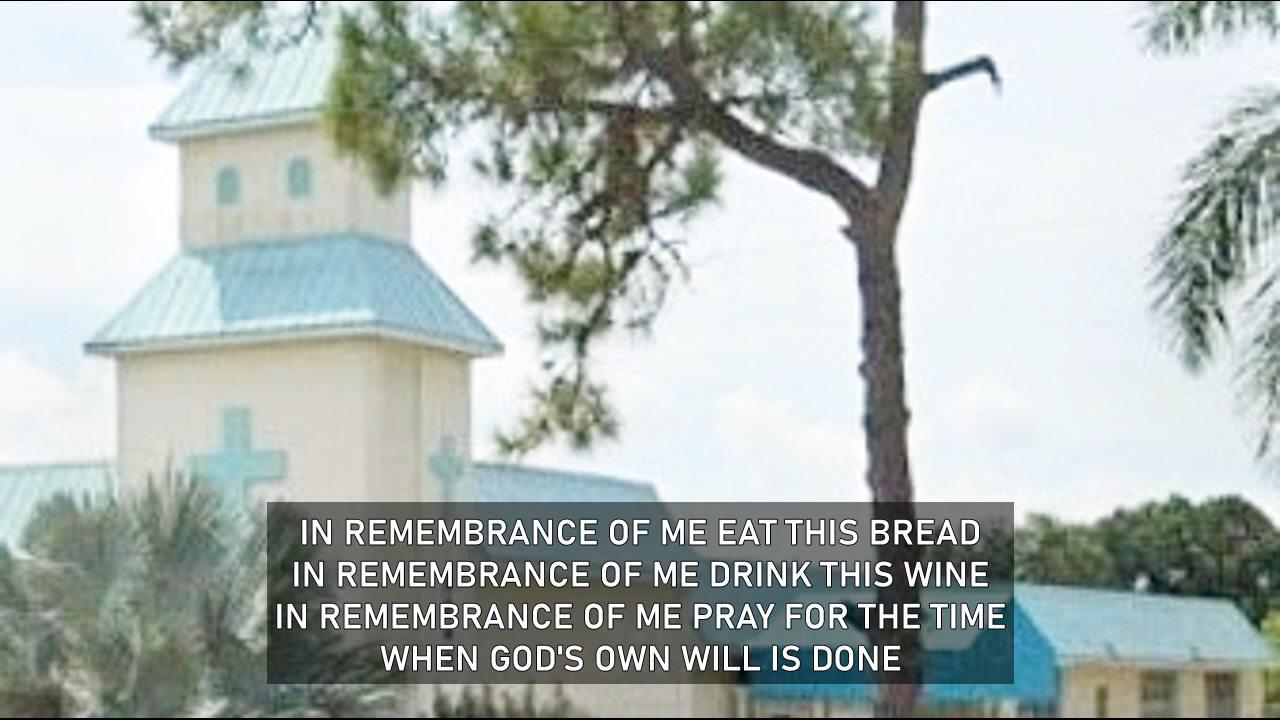 IN REMEMBRANCE OF ME EAT THIS BREAD
IN REMEMBRANCE OF ME DRINK THIS WINE
IN REMEMBRANCE OF ME PRAY FOR THE TIME
WHEN GOD'S OWN WILL IS DONE